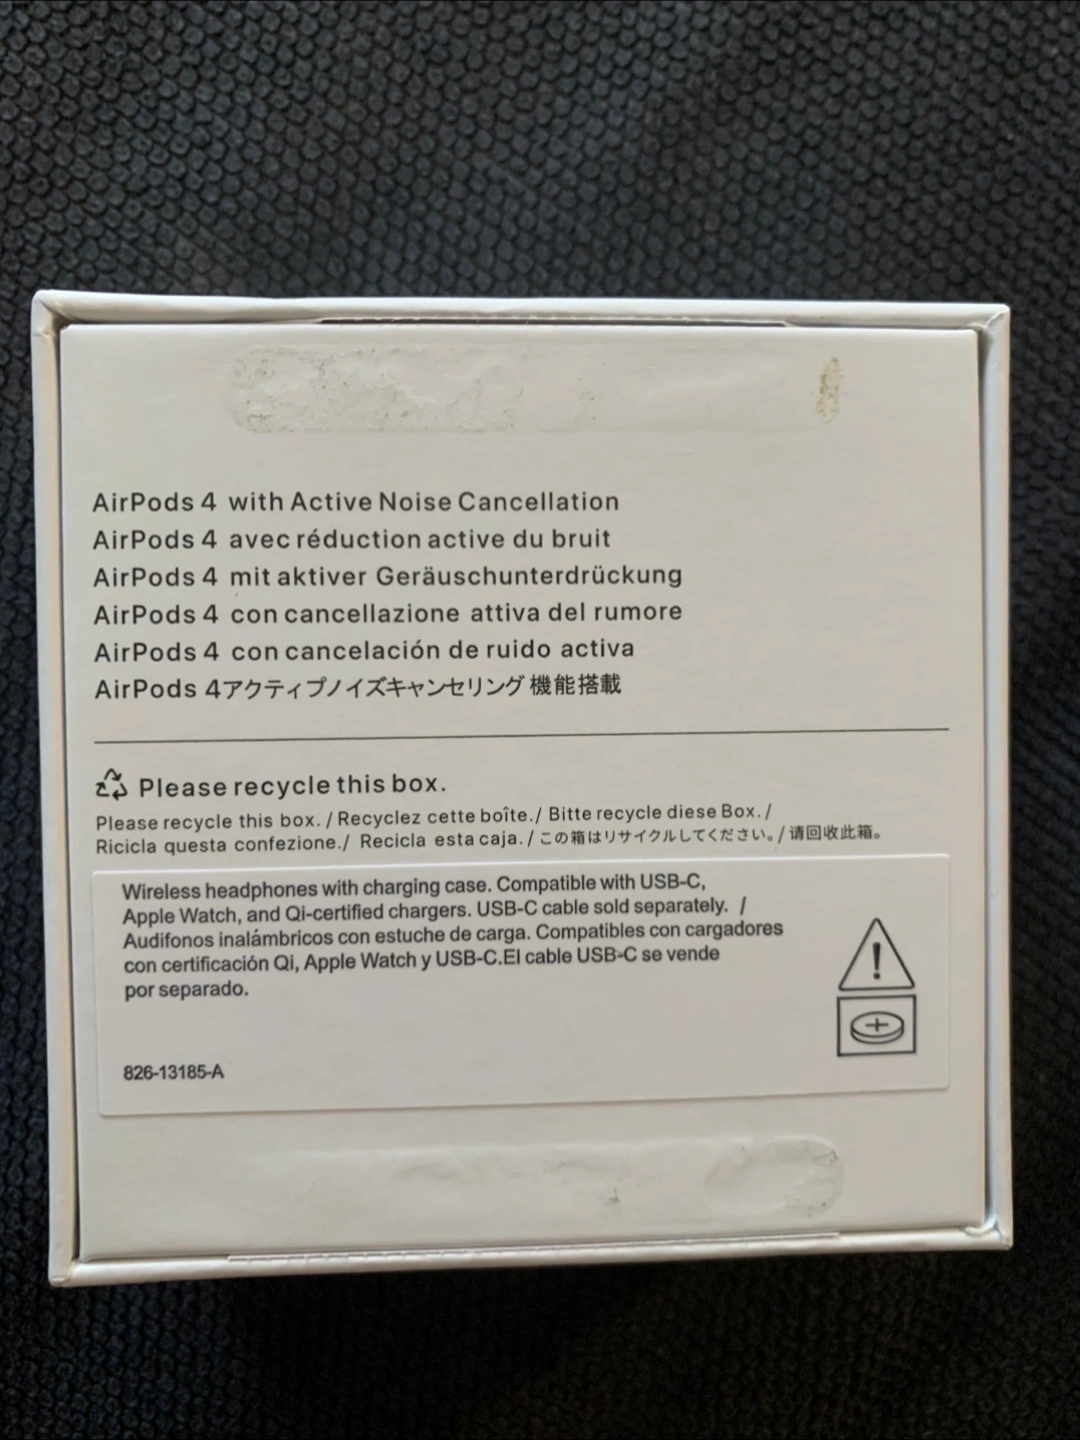 AirPods 4 with Active Noise Cancellation
AirPods 4 avec réduction active du bruit
AirPods 4 mit aktiver Geräuschunterdrückung
AirPods 4 con cancellazione attiva del rumore
AirPods 4 con cancelación de ruido activa
AirPods 4アクティブノイズキャンセリング 機能搭載
Please recycle this box.
Please recycle this box. / Recyclez cette boîte./ Bitte recycle diese Box. /
Ricicla questa confezione./ Recicla esta caja. / この箱はリサイクルしてください。/ 请回收此箱。
Wireless headphones with charging case. Compatible with USB-C,
Apple Watch, and Qi-certified chargers. USB-C cable sold separately. /
Audifonos inalámbricos con estuche de carga. Compatibles con cargadores
con certificación Qi, Apple Watch y USB-C.El cable USB-C se vende
por separado.
826-13185-A